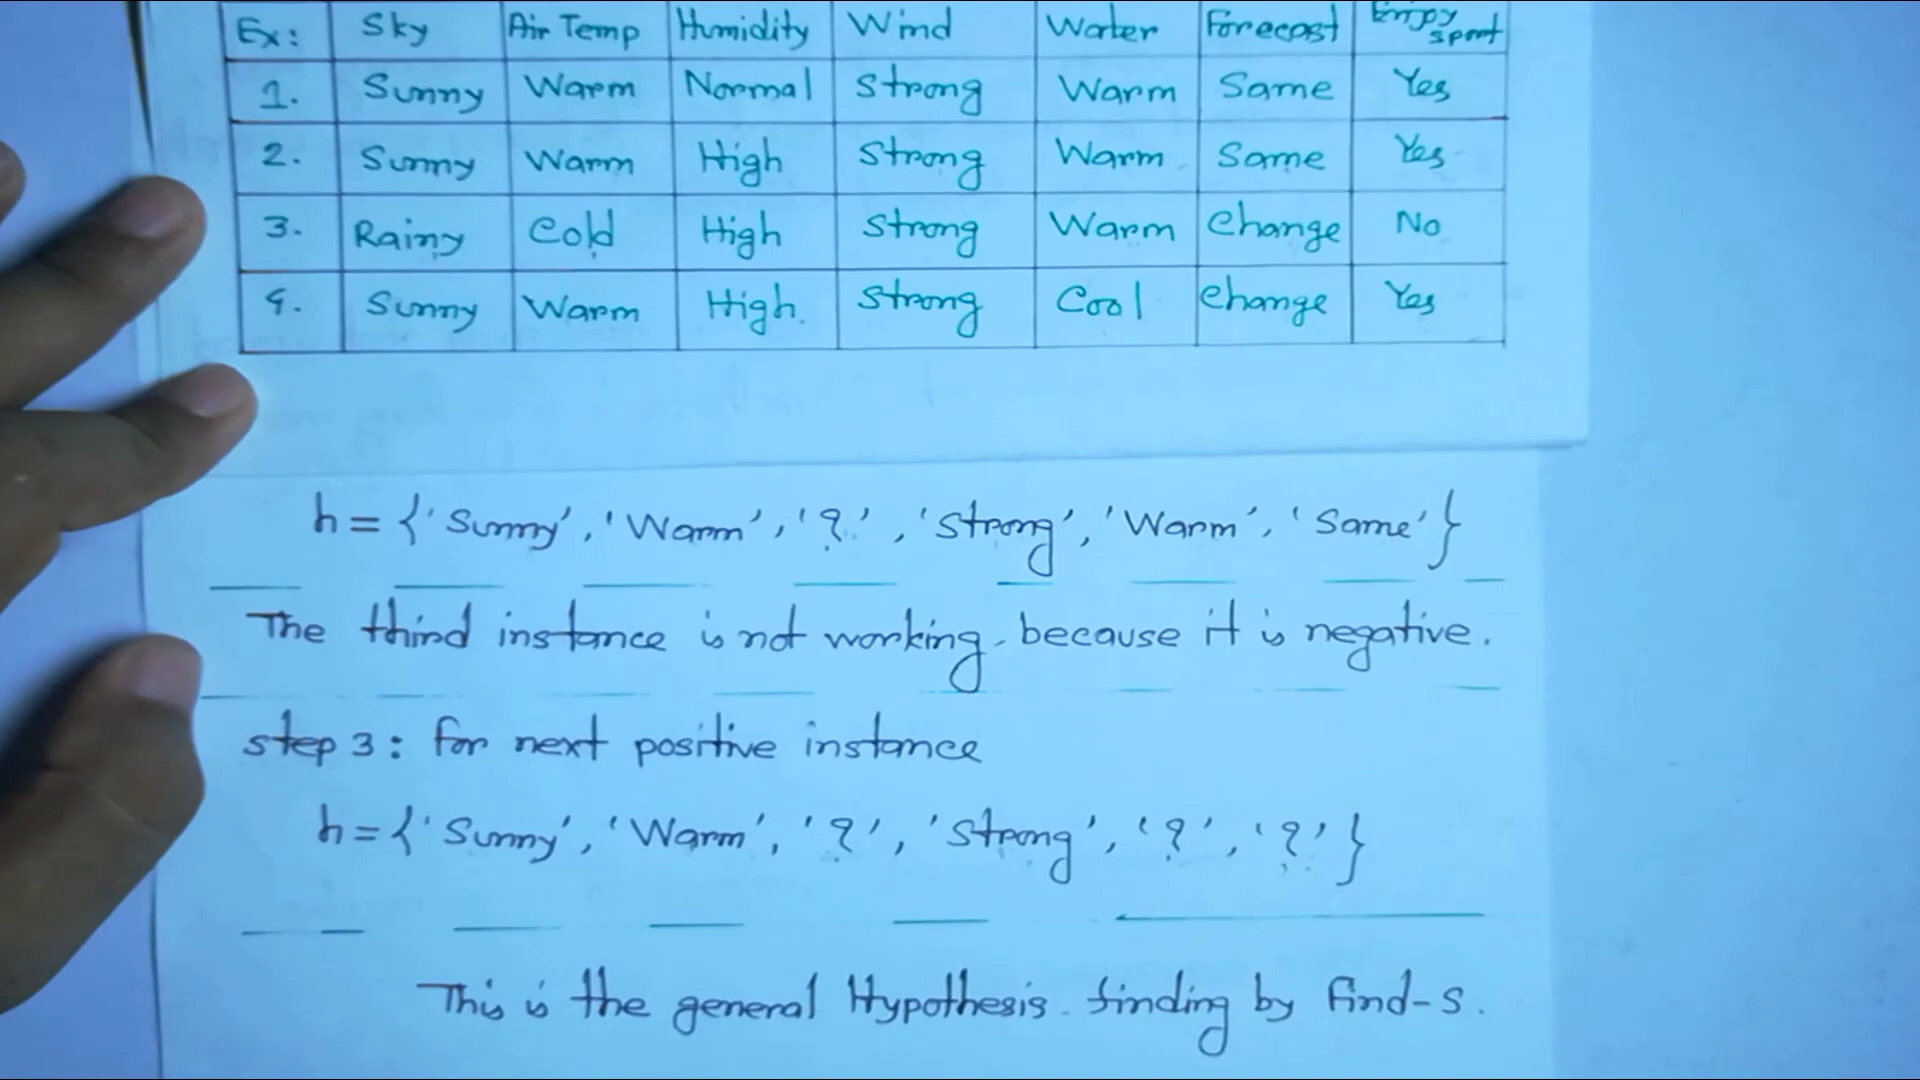 Ex: Sky Air Temp Humidity Wind Water Forecast Enjoy sport
1. Sunny Warm Normal Strong Warm Same Yes
2. Sunny Warm High Strong Warm Same Yes
3. Rainy Cold High Strong Warm Change No
4. Sunny Warm High. Strong Cool Change Yes
h = {'Sunny', 'Warm', '?', 'Strong', 'Warm', 'Same'}
The third instance is not working because it is negative.
step 3: for next positive instance
h = {'Sunny', 'Warm', '?', 'Strong', '?', '?'}
This is the general Hypothesis finding by find-s.